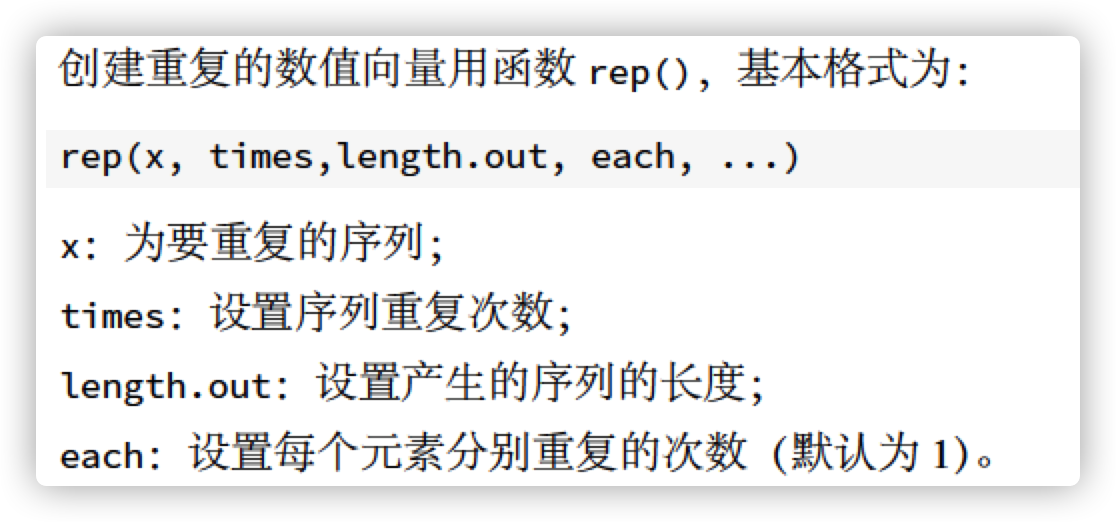 创建重复的数值向量用函数 rep(), 基本格式为:
rep(x, times,length.out, each, ...)
x: 为要重复的序列;
times: 设置序列重复次数;
length.out: 设置产生的序列的长度;
each: 设置每个元素分别重复的次数 (默认为 1)。